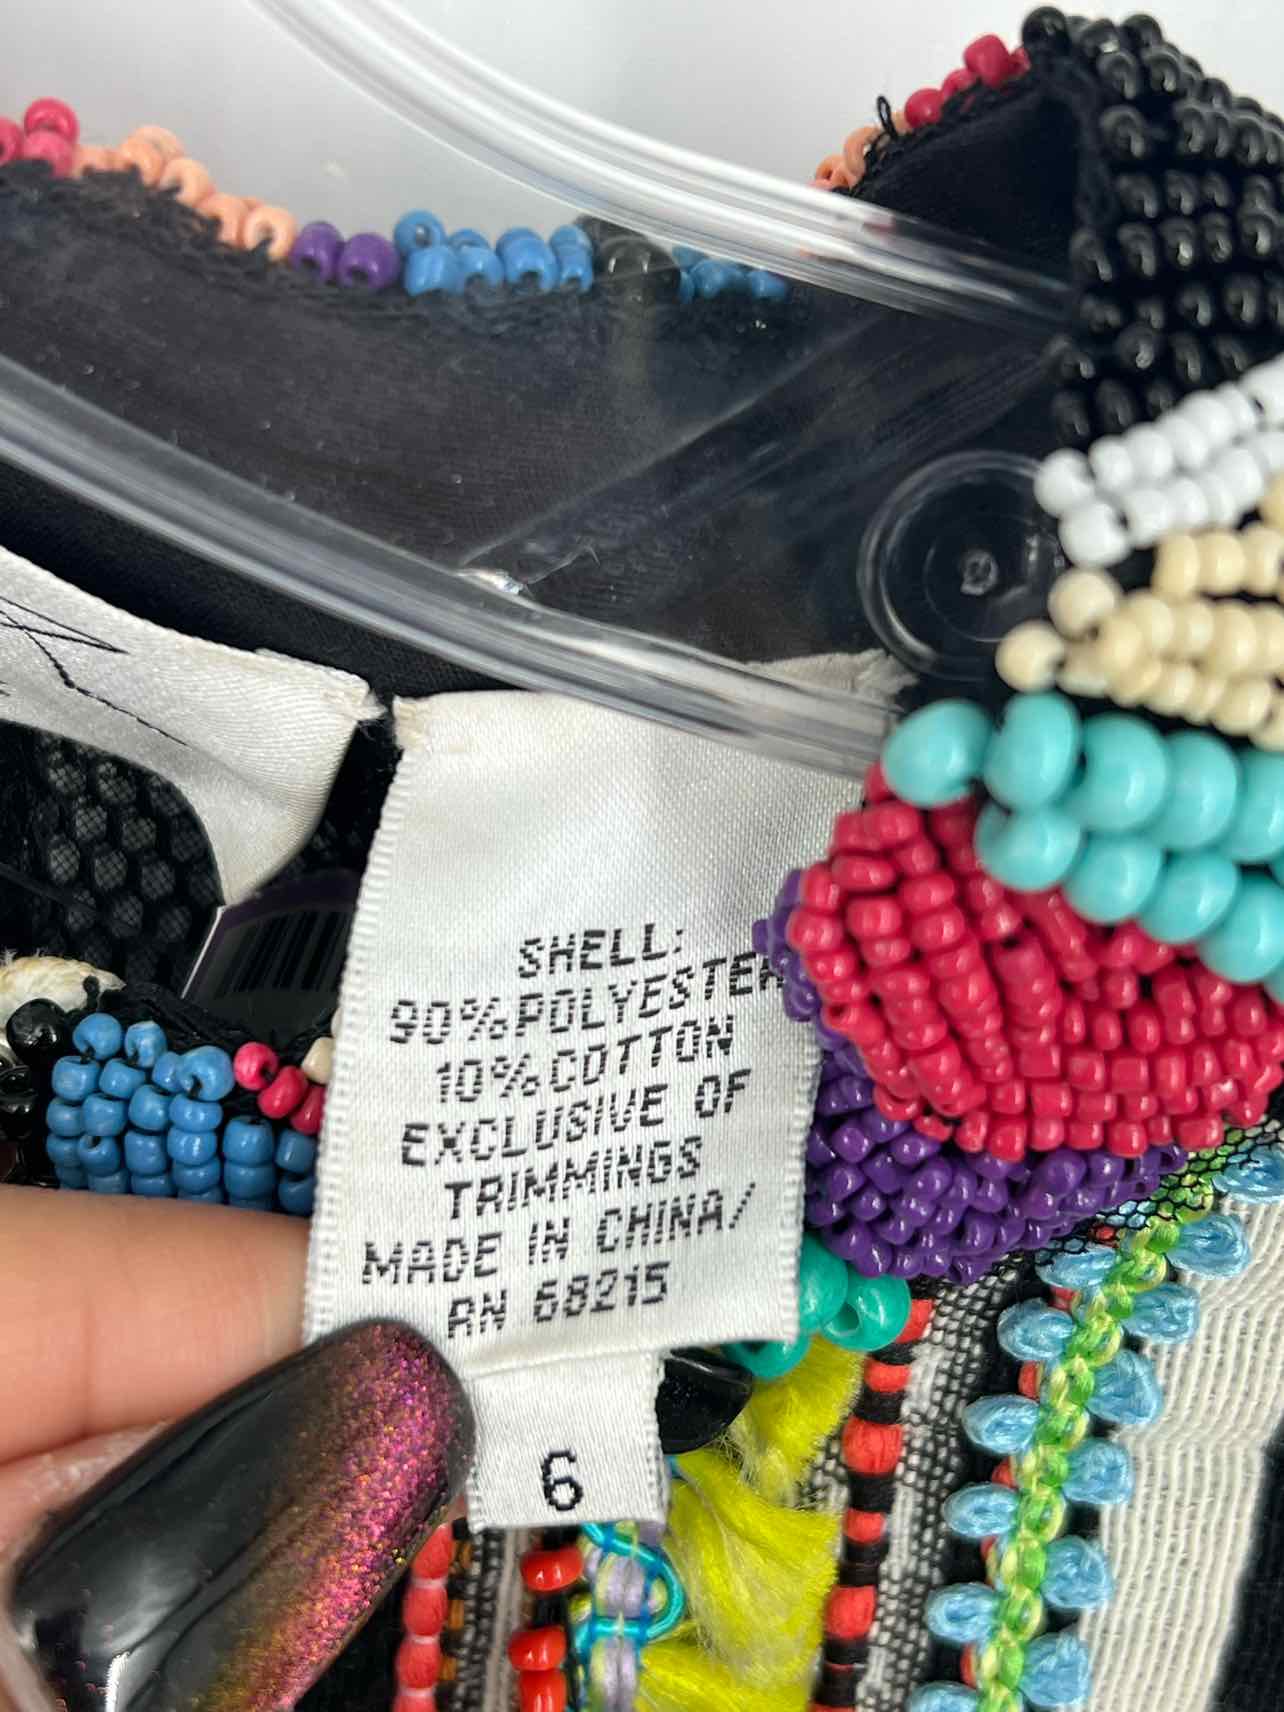 SHELL:
90%POLYESTER
10%COTTON
EXCLUSIVE OF
TRIMMINGS
MADE IN CHINA/
RN 68215
6